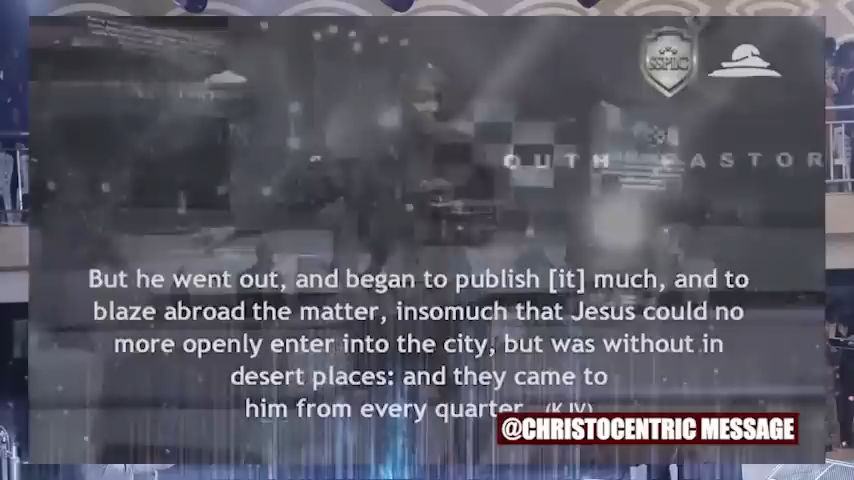 SSPLC
OUTH PASTOR
But he went out, and began to publish [it] much, and to
blaze abroad the matter, insomuch that Jesus could no
more openly enter into the city, but was without in
desert places: and they came to
him from every quarter. (KJV)
@CHRISTOCENTRIC MESSAGE